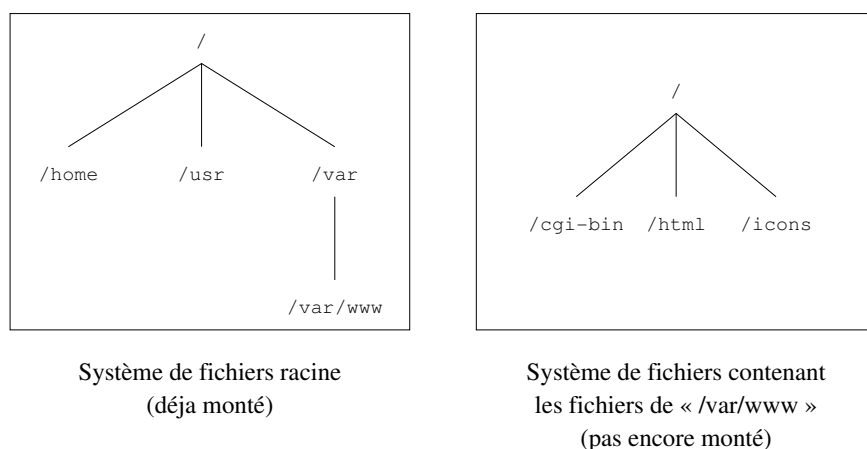 /
/home /usr /var
/var/www
Système de fichiers racine
(déja monté)
/
/cgi-bin /html /icons
Système de fichiers contenant
les fichiers de « /var/www »
(pas encore monté)